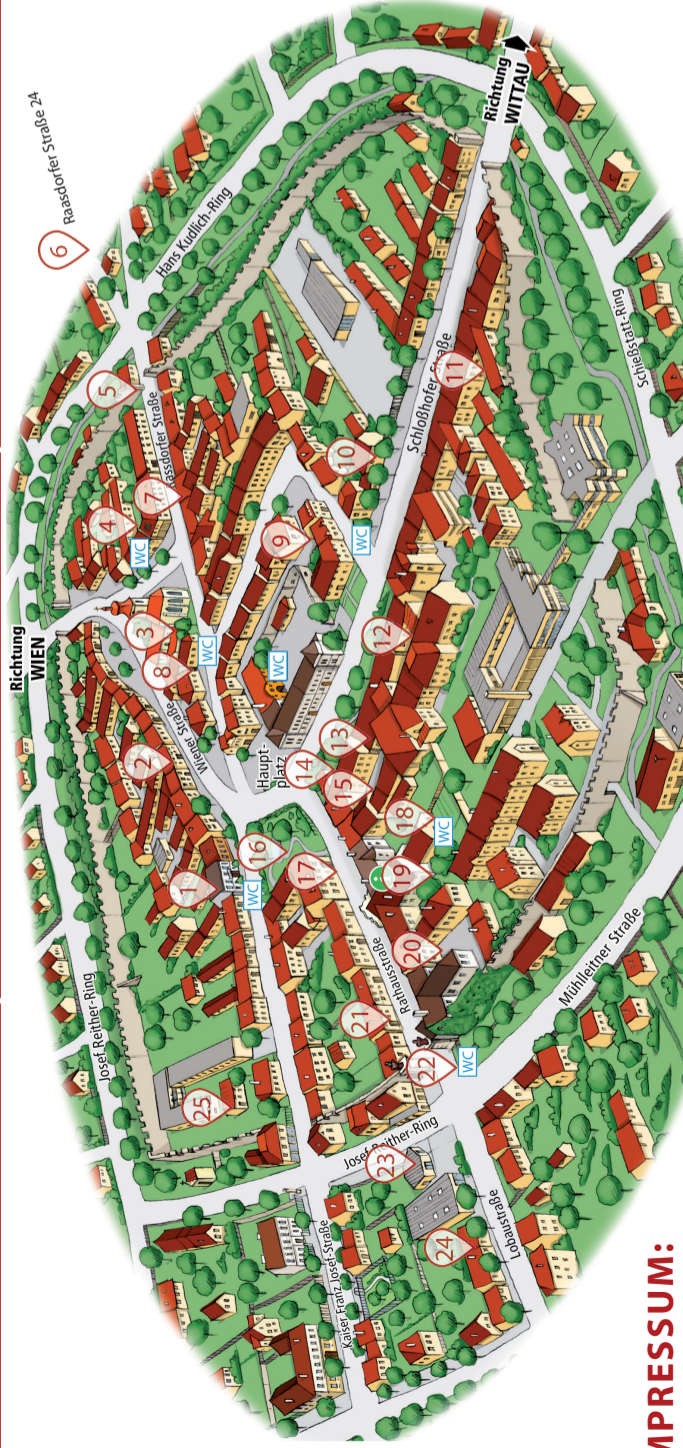 6
Raasdorfer Straße 24
Richtung
WITTAU
Hans Kudlich-Ring
Schießstatt-Ring
5
Schloßhofer Straße
11
7
4
WC
10
9
WC
Richtung
WIEN
3
WC
8
WC
12
Wiener Straße
2
Haupt-
platz
14
13
15
18
WC
16
1
WC
17
19
Rathausstraße
20
Mühlleitner Straße
Josef Reither-Ring
21
22
WC
25
Josef Reither-Ring
23
Kaiser Franz Josef-Straße
24
Lobaustraße
MPRESSUM: